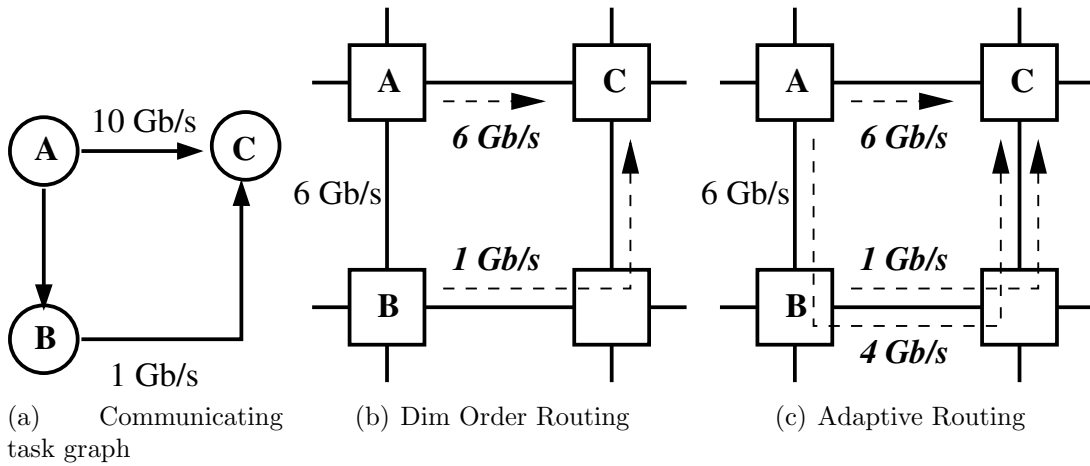 A
10 Gb/s
C
B
1 Gb/s
(a) Communicating
task graph
A
C
6 Gb/s
6 Gb/s
1 Gb/s
B
(b) Dim Order Routing
A
C
6 Gb/s
6 Gb/s
1 Gb/s
B
4 Gb/s
(c) Adaptive Routing